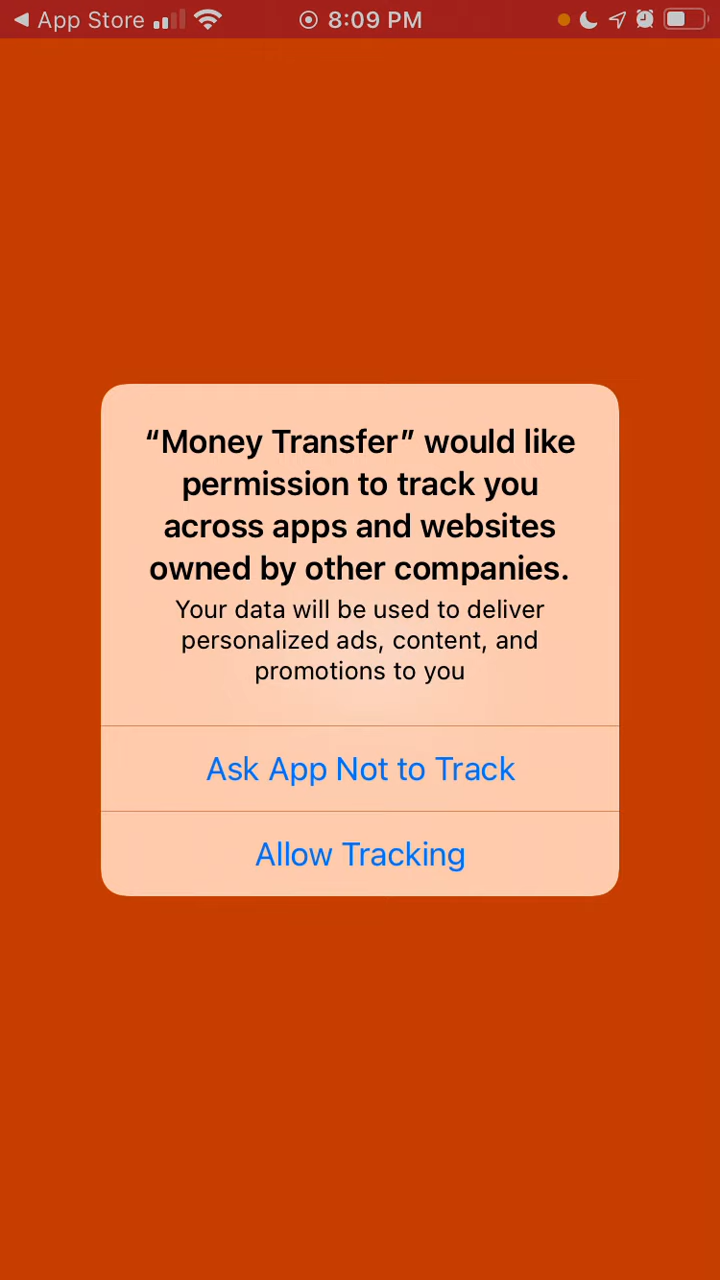 App Store
8:09 PM
“Money Transfer” would like
permission to track you
across apps and websites
owned by other companies.
Your data will be used to deliver
personalized ads, content, and
promotions to you
Ask App Not to Track
Allow Tracking